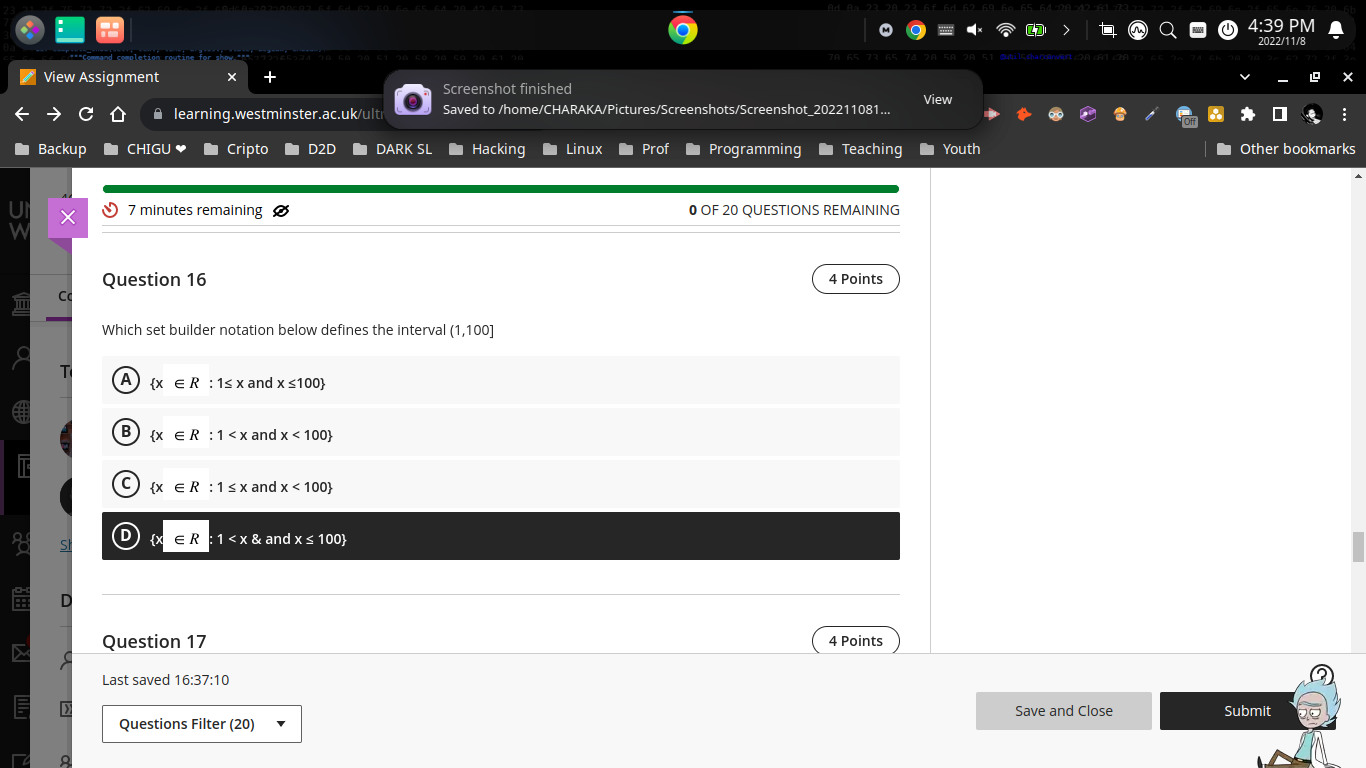 4:39 PM
2022/11/8
View Assignment
Screenshot finished
Saved to /home/CHARAKA/Pictures/Screenshots/Screenshot_202211081...
View
learning.westminster.ac.uk/ultr
Off
Backup CHIGU ❤ Cripto D2D DARK SL Hacking Linux Prof Programming Teaching Youth Other bookmarks
7 minutes remaining
0 OF 20 QUESTIONS REMAINING
Question 16
4 Points
Which set builder notation below defines the interval (1,100]
A {x ∈ R : 1≤ x and x ≤100}
B {x ∈ R : 1 < x and x < 100}
C {x ∈ R : 1 ≤ x and x < 100}
D {x ∈ R : 1 < x & and x ≤ 100}
Question 17
4 Points
Last saved 16:37:10
Questions Filter (20)
Save and Close
Submit